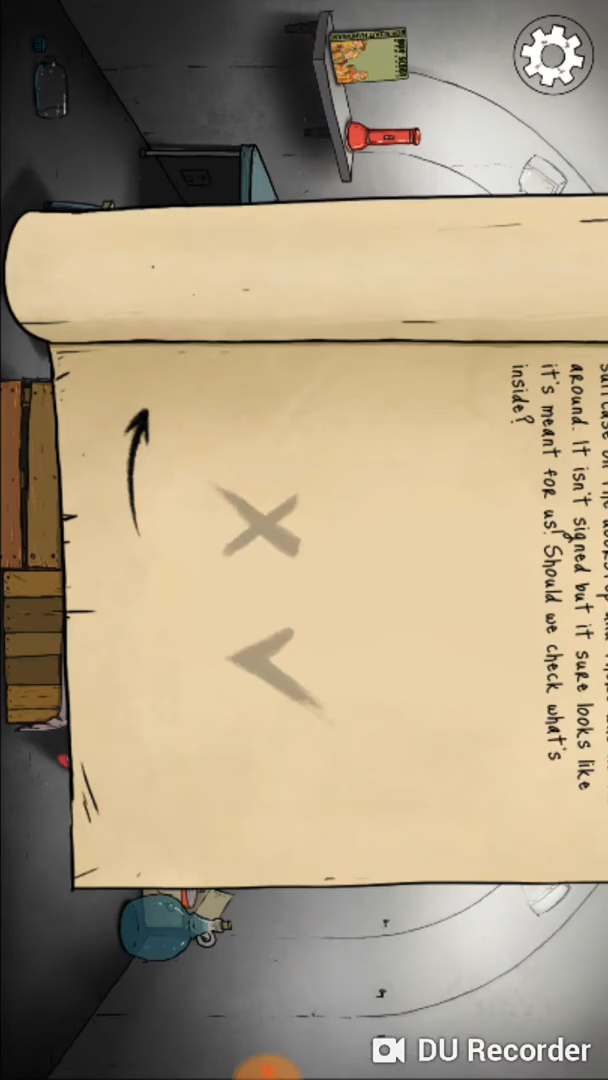 around. It isn't signed but it sure looks like
it's meant for us! Should we check what's
inside?
DU Recorder